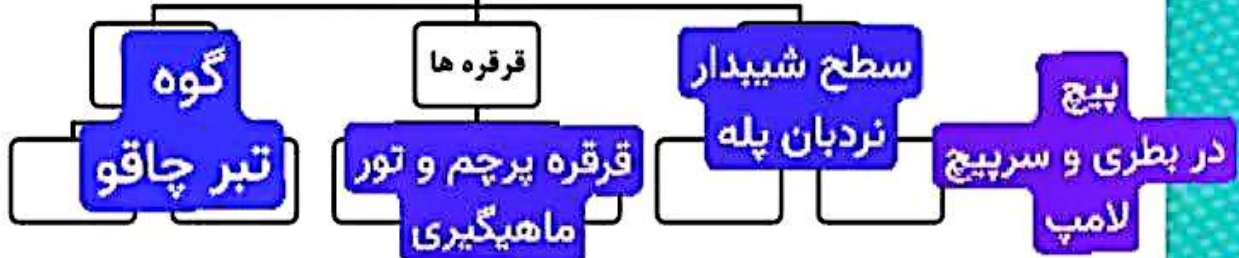 سطح شیبدار
نردبان پله
پیچ
در بطری و سرپیچ
لامپ
قرقره ها
قرقره پرچم و تور
ماهیگیری
گوه
تبر چاقو